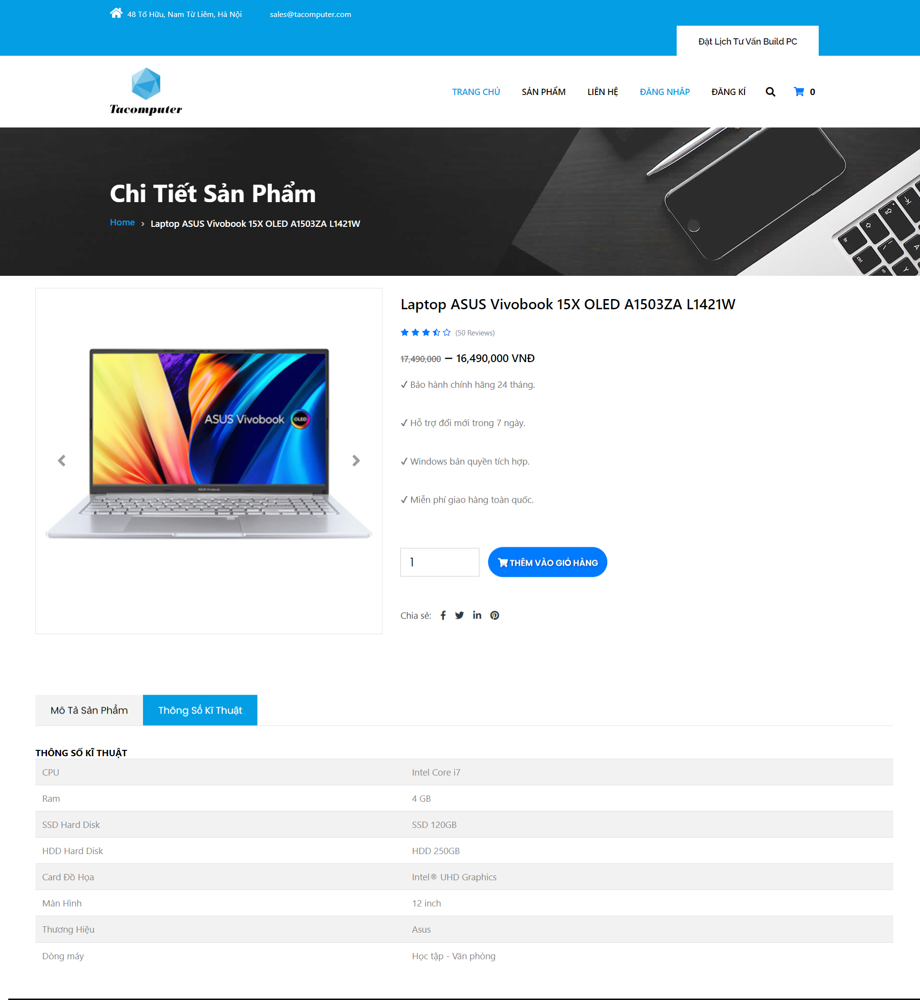 48 Tố Hữu, Nam Từ Liêm, Hà Nội
sales@tacomputer.com
Đặt Lịch Tư Vấn Build PC
Tacomputer
TRANG CHỦ
SẢN PHẨM
LIÊN HỆ
ĐĂNG NHẬP
ĐĂNG KÍ
0
Chi Tiết Sản Phẩm
Home › Laptop ASUS Vivobook 15X OLED A1503ZA L1421W
Laptop ASUS Vivobook 15X OLED A1503ZA L1421W
(50 Reviews)
17,490,000 – 16,490,000 VNĐ
✓ Bảo hành chính hãng 24 tháng.
✓ Hỗ trợ đổi mới trong 7 ngày.
✓ Windows bản quyền tích hợp.
✓ Miễn phí giao hàng toàn quốc.
ASUS Vivobook OLED
ASUS Vivobook
1
THÊM VÀO GIỎ HÀNG
Chia sẻ:
Mô Tả Sản Phẩm
Thông Số Kĩ Thuật
THÔNG SỐ KĨ THUẬT
CPU Intel Core i7
Ram 4 GB
SSD Hard Disk SSD 120GB
HDD Hard Disk HDD 250GB
Card Đồ Họa Intel® UHD Graphics
Màn Hình 12 inch
Thương Hiệu Asus
Dòng máy Học tập - Văn phòng